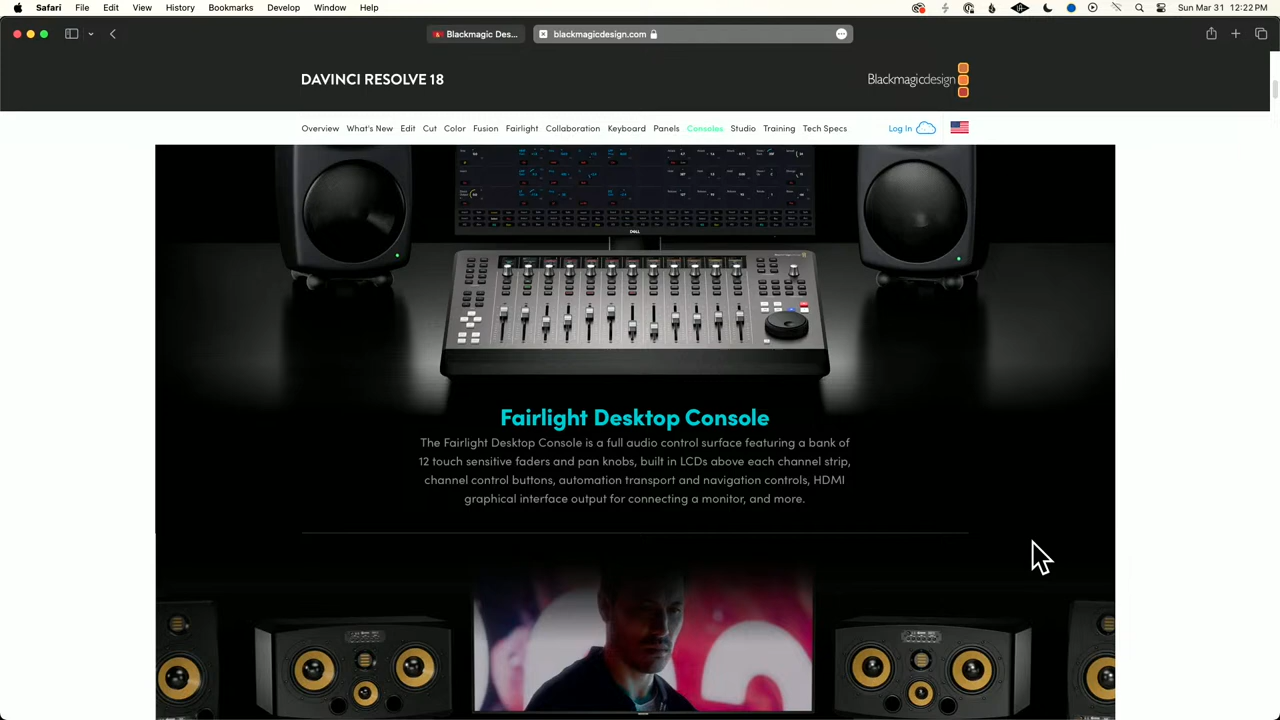 Safari File Edit View History Bookmarks Develop Window Help
Sun Mar 31 12:22 PM
Blackmagic Des...
blackmagicdesign.com
DAVINCI RESOLVE 18
Blackmagicdesign
Overview What's New Edit Cut Color Fusion Fairlight Collaboration Keyboard Panels Consoles Studio Training Tech Specs
Log In
DELL
Fairlight Desktop Console
The Fairlight Desktop Console is a full audio control surface featuring a bank of
12 touch sensitive faders and pan knobs, built in LCDs above each channel strip,
channel control buttons, automation transport and navigation controls, HDMI
graphical interface output for connecting a monitor, and more.